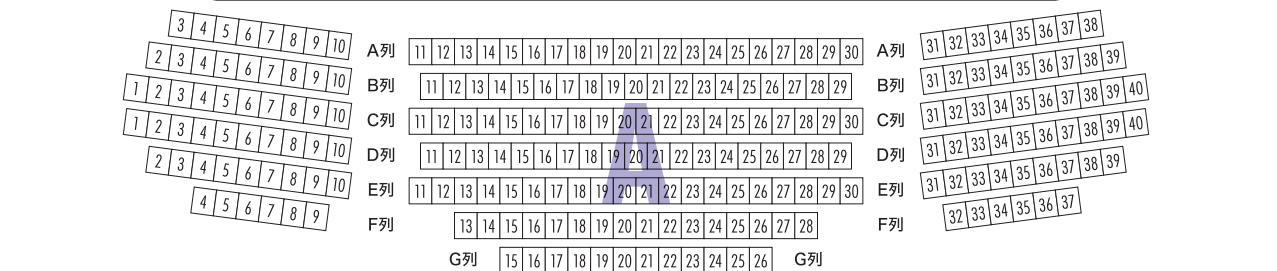 3 4 5 6 7 8 9 10 A列 11 12 13 14 15 16 17 18 19 20 21 22 23 24 25 26 27 28 29 30 A列 31 32 33 34 35 36 37 38
2 3 4 5 6 7 8 9 10 B列 11 12 13 14 15 16 17 18 19 20 21 22 23 24 25 26 27 28 29 B列 31 32 33 34 35 36 37 38 39
1 2 3 4 5 6 7 8 9 10 C列 11 12 13 14 15 16 17 18 19 20 21 22 23 24 25 26 27 28 29 30 C列 31 32 33 34 35 36 37 38 39 40
1 2 3 4 5 6 7 8 9 10 D列 11 12 13 14 15 16 17 18 19 20 21 22 23 24 25 26 27 28 29 D列 31 32 33 34 35 36 37 38 39 40
A
2 3 4 5 6 7 8 9 10 E列 11 12 13 14 15 16 17 18 19 20 21 22 23 24 25 26 27 28 29 30 E列 31 32 33 34 35 36 37 38 39
4 5 6 7 8 9 F列 13 14 15 16 17 18 19 20 21 22 23 24 25 26 27 28 F列 32 33 34 35 36 37
G列 15 16 17 18 19 20 21 22 23 24 25 26 G列